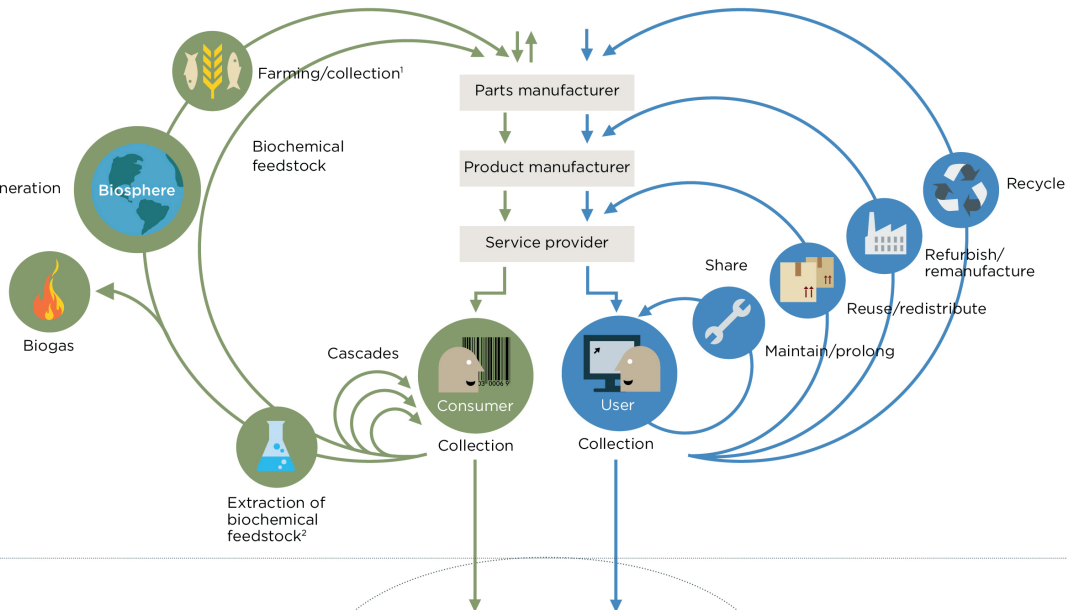 Farming/collection¹
Parts manufacturer
Biochemical
feedstock
Product manufacturer
Biosphere
Recycle
Service provider
Refurbish/
remanufacture
Share
Reuse/redistribute
Biogas
Maintain/prolong
Cascades
Consumer
User
Collection
Collection
Extraction of
biochemical
feedstock²